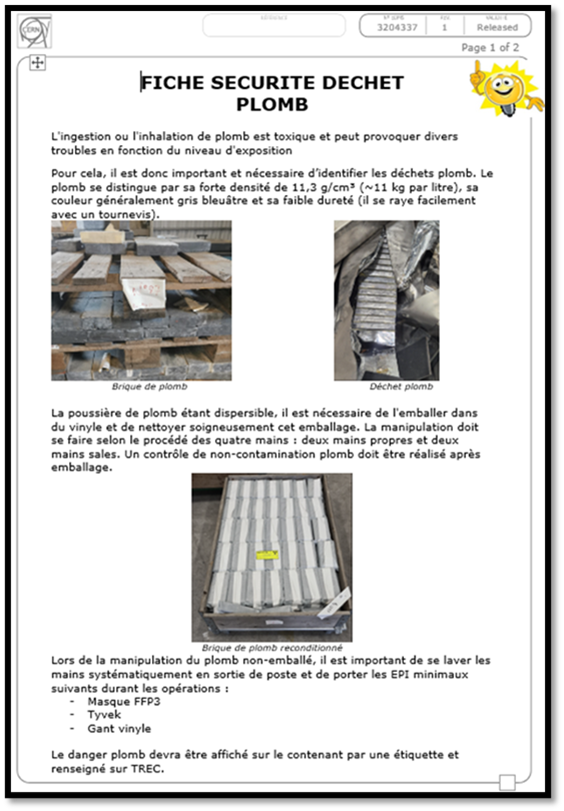 CERN
3204337
1
Released
Page 1 of 2
FICHE SECURITE DECHET
PLOMB
L'ingestion ou l'inhalation de plomb est toxique et peut provoquer divers
troubles en fonction du niveau d'exposition
Pour cela, il est donc important et nécessaire d'identifier les déchets plomb. Le
plomb se distingue par sa forte densité de 11,3 g/cm³ (~11 kg par litre), sa
couleur généralement gris bleuâtre et sa faible dureté (il se raye facilement
avec un tournevis).
Brique de plomb
Déchet plomb
La poussière de plomb étant dispersible, il est nécessaire de l'emballer dans
du vinyle et de nettoyer soigneusement cet emballage. La manipulation doit
se faire selon le procédé des quatre mains : deux mains propres et deux
mains sales. Un contrôle de non-contamination plomb doit être réalisé après
emballage.
Brique de plomb reconditionné
Lors de la manipulation du plomb non-emballé, il est important de se laver les
mains systématiquement en sortie de poste et de porter les EPI minimaux
suivants durant les opérations :
- Masque FFP3
- Tyvek
- Gant vinyle
Le danger plomb devra être affiché sur le contenant par une étiquette et
renseigné sur TREC.